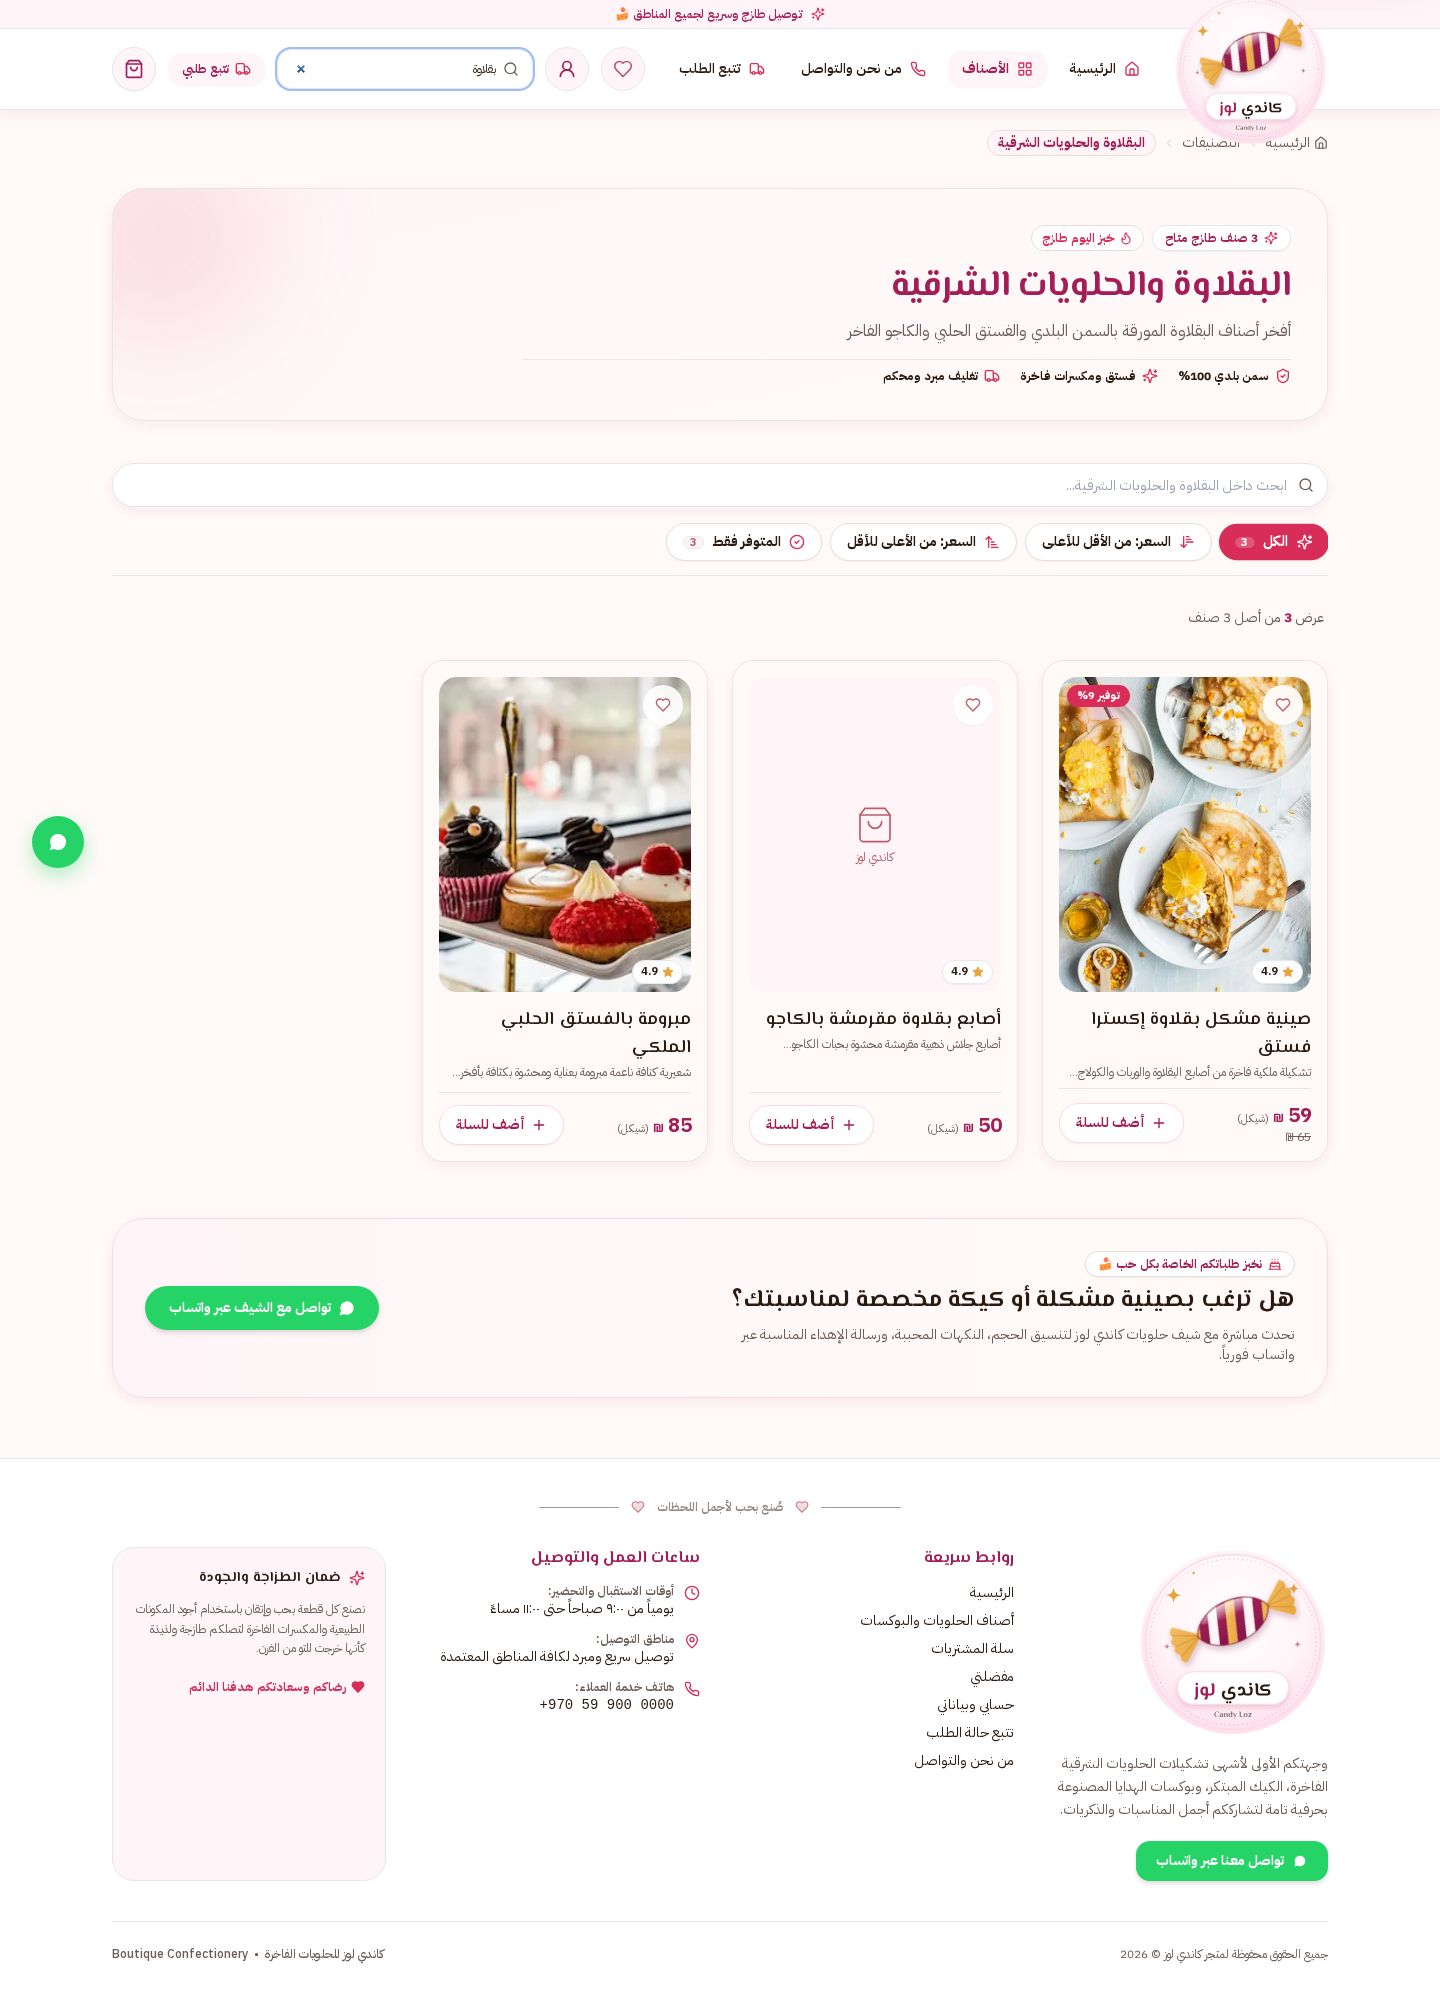 توصيل طازج وسريع لجميع المناطق 🍰
كاندي لوز
Candy Loz
الرئيسية
الأصناف
من نحن والتواصل
تتبع الطلب
بقلاوة
×
تتبع طلبي
الرئيسية
التصنيفات
البقلاوة والحلويات الشرقية
3 صنف طازج متاح
خبز اليوم طازج
البقلاوة والحلويات الشرقية
أفخر أصناف البقلاوة المورقة بالسمن البلدي والفستق الحلبي والكاجو الفاخر
سمن بلدي 100%
فستق ومكسرات فاخرة
تغليف مبرد ومحكم
ابحث داخل البقلاوة والحلويات الشرقية...
الكل 3
السعر: من الأقل للأعلى
السعر: من الأعلى للأقل
المتوفر فقط 3
عرض 3 من أصل 3 صنف
توفير 9%
4.9
صينية مشكل بقلاوة إكسترا فستق
تشكيلة ملكية فاخرة من أصابع البقلاوة والوربات والكولاج...
59 ₪ (شيكل)
65 ₪
أضف للسلة
كاندي لوز
4.9
أصابع بقلاوة مقرمشة بالكاجو
أصابع جلاش ذهبية مقرمشة محشوة بحبات الكاجو...
50 ₪ (شيكل)
أضف للسلة
4.9
مبرومة بالفستق الحلبي الملكي
شعيرية كنافة ناعمة مبرومة بعناية ومحشوة بكثافة بأفخر...
85 ₪ (شيكل)
أضف للسلة
نخبز طلباتكم الخاصة بكل حب 🍰
هل ترغب بصينية مشكلة أو كيكة مخصصة لمناسبتك؟
تحدث مباشرة مع شيف حلويات كاندي لوز لتنسيق الحجم، النكهات المحببة، ورسالة الإهداء المناسبة عبر
واتساب فورياً.
تواصل مع الشيف عبر واتساب
صُنع بحب لأجمل اللحظات
كاندي لوز
Candy Loz
وجهتكم الأولى لأشهى تشكيلات الحلويات الشرقية
الفاخرة، الكيك المبتكر، وبوكسات الهدايا المصنوعة
بحرفية تامة لتشارككم أجمل المناسبات والذكريات.
تواصل معنا عبر واتساب
روابط سريعة
الرئيسية
أصناف الحلويات والبوكسات
سلة المشتريات
مفضلتي
حسابي وبياناتي
تتبع حالة الطلب
من نحن والتواصل
ساعات العمل والتوصيل
أوقات الاستقبال والتحضير:
يومياً من ٩:٠٠ صباحاً حتى ١١:٠٠ مساءً
مناطق التوصيل:
توصيل سريع ومبرد لكافة المناطق المعتمدة
هاتف خدمة العملاء:
+970 59 900 0000
ضمان الطزاجة والجودة
نصنع كل قطعة بحب وإتقان باستخدام أجود المكونات
الطبيعية والمكسرات الفاخرة لتصلكم طازجة ولذيذة
كأنها خرجت للتو من الفرن.
رضاكم وسعادتكم هدفنا الدائم
جميع الحقوق محفوظة لمتجر كاندي لوز © 2026
كاندي لوز للحلويات الفاخرة • Boutique Confectionery